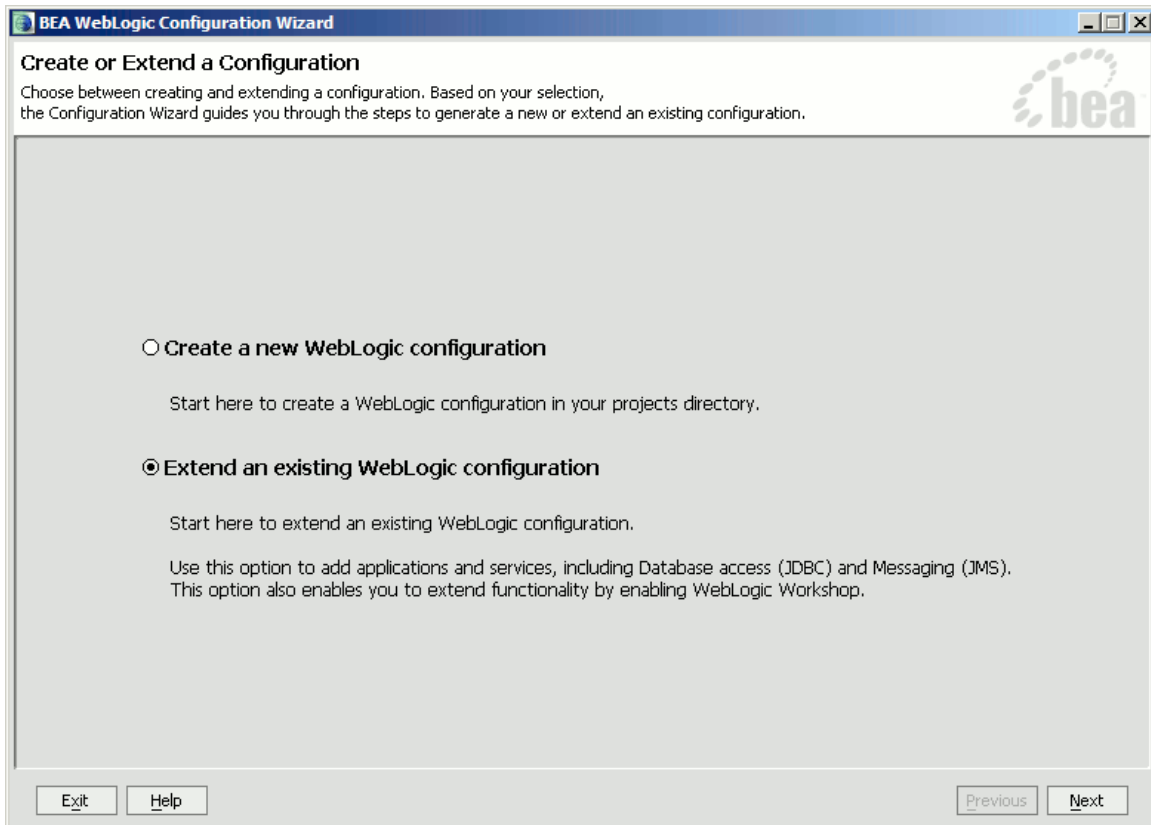 BEA WebLogic Configuration Wizard
Create or Extend a Configuration
Choose between creating and extending a configuration. Based on your selection,
the Configuration Wizard guides you through the steps to generate a new or extend an existing configuration.
bea
Create a new WebLogic configuration
Start here to create a WebLogic configuration in your projects directory.
Extend an existing WebLogic configuration
Start here to extend an existing WebLogic configuration.
Use this option to add applications and services, including Database access (JDBC) and Messaging (JMS).
This option also enables you to extend functionality by enabling WebLogic Workshop.
Exit Help Previous Next